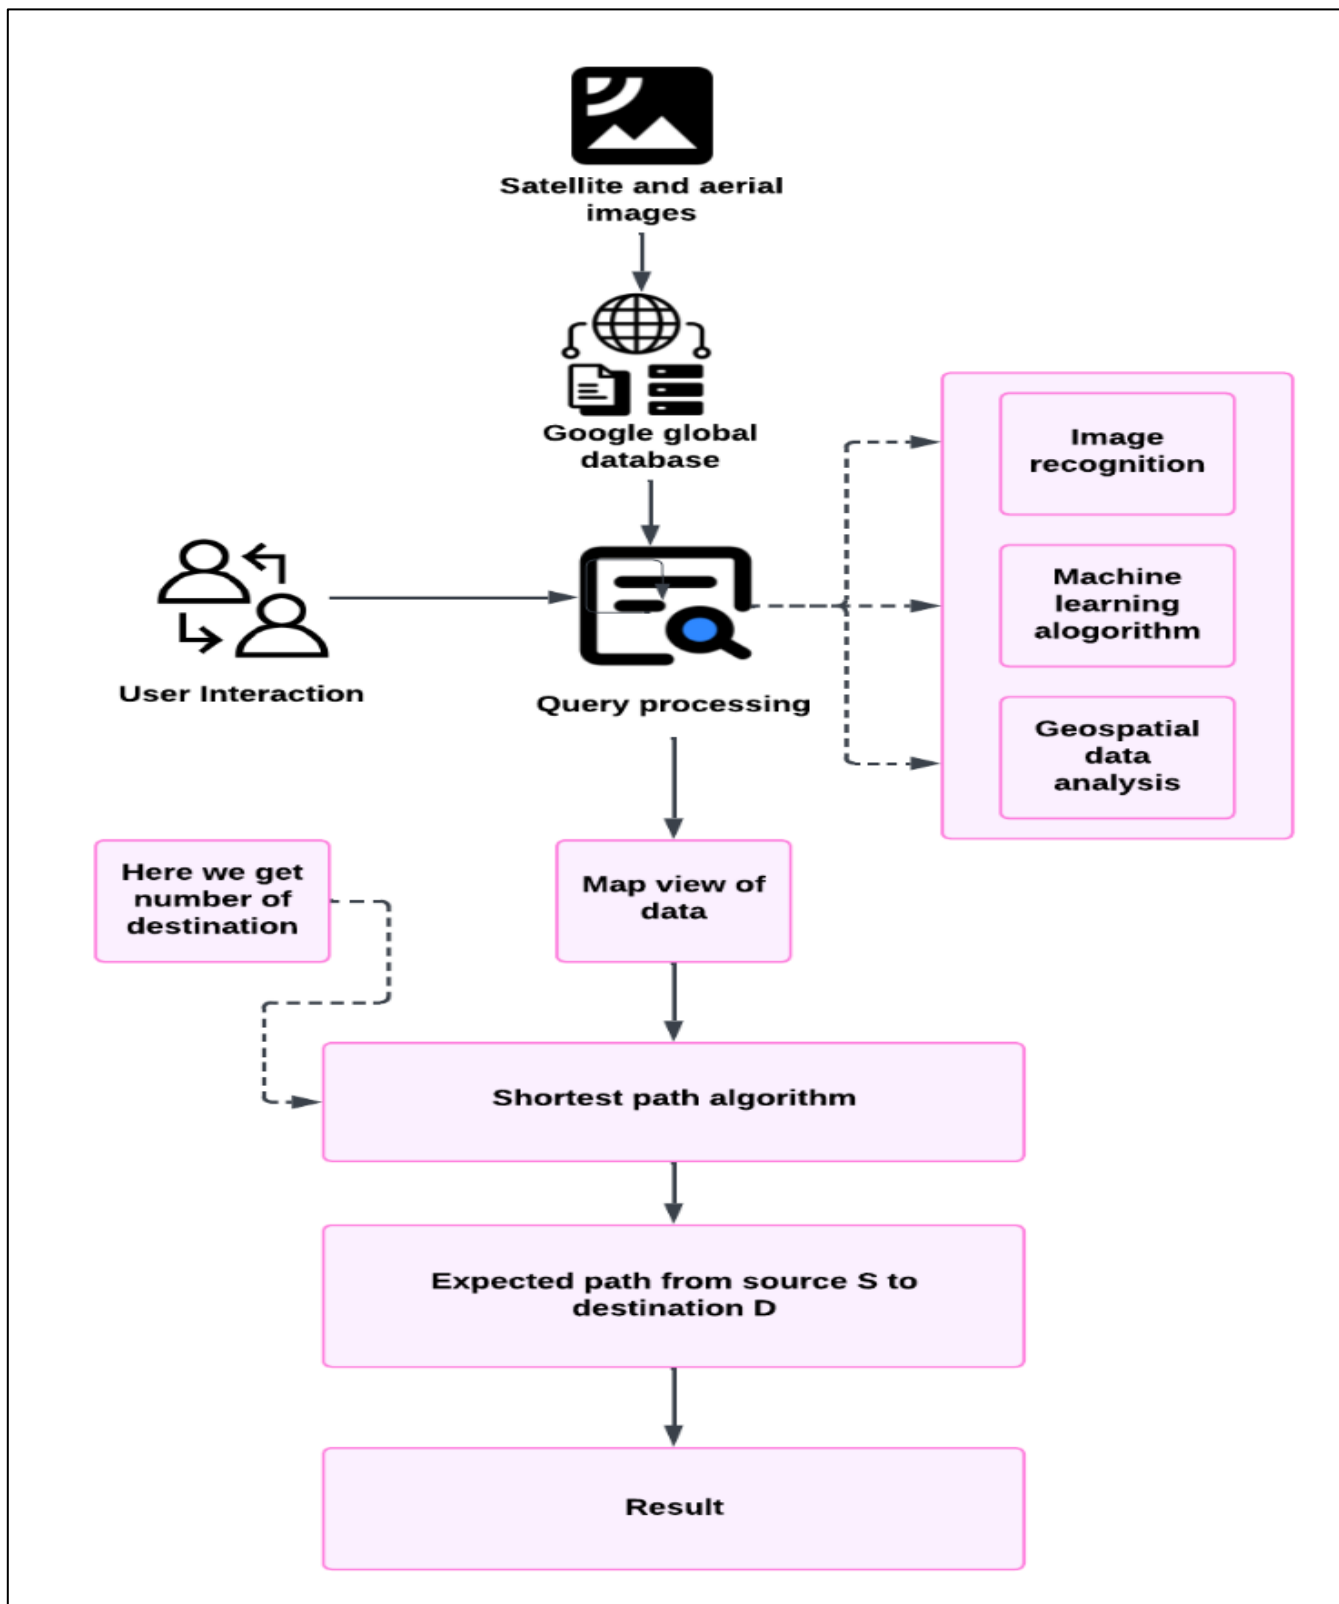 Satellite and aerial
images
Google global
database
Image
recognition
Machine
learning
alogorithm
Geospatial
data
analysis
User Interaction
Query processing
Here we get
number of
destination
Map view of
data
Shortest path algorithm
Expected path from source S to
destination D
Result